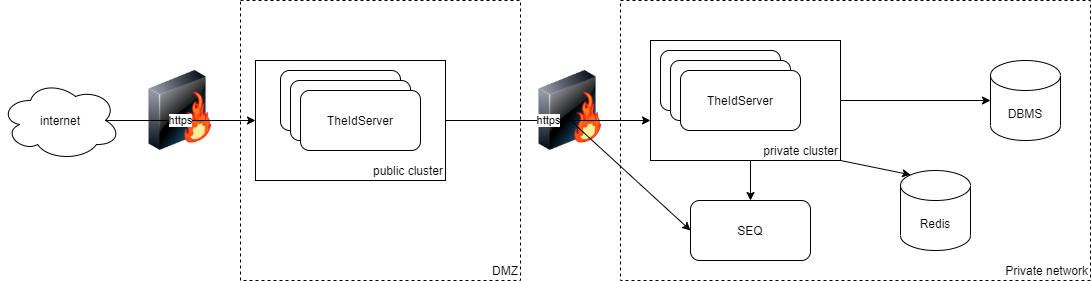 internet
https
TheIdServer
public cluster
DMZ
https
TheIdServer
private cluster
DBMS
Redis
SEQ
Private network